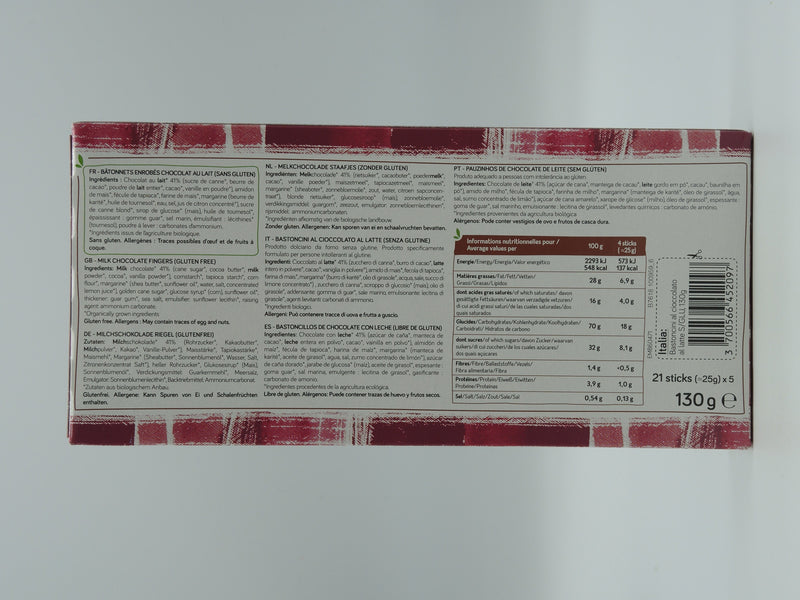 FR - BÂTONNETS ENROBÉS CHOCOLAT AU LAIT (SANS GLUTEN)
Ingrédients : Chocolat au lait* 41% (sucre de canne*, beurre de
cacao*, poudre de lait entier*, cacao*, vanille en poudre*), amidon
de maïs*, fécule de tapioca*, farine de maïs*, margarine (beurre de
karité*, huile de tournesol*, eau, sel, jus de citron concentré*), sucre
de canne blond*, sirop de glucose* (maïs), huile de tournesol*,
épaississant : gomme guar*, sel marin, émulsifiant : lécithines*
(tournesol), poudre à lever : carbonates d'ammonium.
*Ingrédients issus de l'agriculture biologique.
Sans gluten. Allergènes : Traces possibles d'œuf et de fruits à
coque.
GB - MILK CHOCOLATE FINGERS (GLUTEN FREE)
Ingredients: Milk chocolate* 41% (cane sugar*, cocoa butter*, milk
powder*, cocoa*, vanilla powder*), cornstarch*, tapioca starch*, corn
flour*, margarine* (shea butter*, sunflower oil*, water, salt, concentrated
lemon juice*), golden cane sugar*, glucose syrup* (corn), sunflower oil*,
thickener: guar gum*, sea salt, emulsifier: sunflower lecithin*, raising
agent: ammonium carbonate.
*Organically grown ingredients
Gluten free. Allergens : May contain traces of egg and nuts.
DE - MILCHSCHOKOLADE RIEGEL (GLUTENFREI)
Zutaten: Milchschokolade* 41% (Rohrzucker*, Kakaobutter*,
Milchpulver*, Kakao*, Vanille-Pulver*), Maisstärke*, Tapiokastärke*,
Maismehl*, Margarine* (Sheabutter*, Sonnenblumenöl*, Wasser, Salz,
Zitronenkonzentrat Saft*), heller Rohrzucker*, Glukosesirup* (Mais),
Sonnenblumenöl*, Verdickungsmittel: Guarkernmehl*, Meersalz,
Emulgator: Sonnenblumenlecithin*, Backtriebmittel: Ammoniumcarbonat.
*Zutaten aus biologischem Anbau.
Glutenfrei. Allergene: Kann Spuren von Ei und Schalenfrüchten
enthalten.
NL - MELKCHOCOLADE STAAFJES (ZONDER GLUTEN)
Ingrediënten: Melkchocolade* 41% (rietsuiker*, cacaoboter*, poedermelk*,
cacao*, vanille poeder*), maiszetmeel*, tapiocazetmeel*, maïsmeel*,
margarine* (sheaboter*, zonnebloemolie*, zout, water, citroen sapconcen-
traat*), blonde rietsuiker*, glucosesiroop* (mais), zonnebloemolie*,
verdikkingsmiddel: guargom*, zeezout, emulgator: zonnebloemlecithinen*,
rijsmiddel: ammoniumcarbonaten.
*Ingrediënten afkomstig van de biologische landbouw.
Zonder gluten. Allergenen: Kan sporen van ei en schaalvruchten bevatten.
IT - BASTONCINI AL CIOCCOLATO AL LATTE (SENZA GLUTINE)
Prodotto dolciario da forno senza glutine. Prodotto specificamente
formulato per persone intolleranti al glutine.
Ingredienti: Cioccolato al latte* 41% (zucchero di canna*, burro di cacao*, latte
intero in polvere*, cacao*, vaniglia in polvere*), amido di mais*, fecola di tapioca*,
farina di mais*, margarina* (burro di karité*, olio di girasole*, acqua, sale, succo di
limone concentrato*), zucchero di canna*, sciroppo di glucosio* (mais), olio di
girasole*, addensante: gomma di guar*, sale marino, emulsionante: lecitina di
girasole*, agenti levitanti: carbonati di ammonio.
*Ingredienti biologici.
Allergeni: Può contenere tracce di uova e frutta a guscio.
ES - BASTONCILLOS DE CHOCOLATE CON LECHE (LIBRE DE GLUTEN)
Ingredientes: Chocolate con leche* 41% (azúcar de caña*, manteca de
cacao*, leche entera en polvo*, cacao*, vanilla en polvo*), almidón de
maíz*, fécula de tapioca*, harina de maíz*, margarina* (manteca de
karité*, aceite de girasol*, agua, sal, zumo concentrado de limón*), azúcar
de caña dorado*, jarabe de glucosa* (maíz), aceite de girasol*, espesante :
goma guar*, sal marina, emulgente : lecitina de girasol*, gasificante:
carbonato de amonio.
*Ingredientes procedentes de la agricultura ecológica.
Libre de gluten. Alérgenos: Puede contener trazas de huevo y frutos secos.
PT - PAUZINHOS DE CHOCOLATE DE LEITE (SEM GLÚTEN)
Produto adequado a pessoas com intolerância ao glúten.
Ingredientes: Chocolate de leite* 41% (açúcar de cana*, manteiga de cacau*, leite gordo em pó*, cacau*, baunilha em
pó*), amido de milho*, fécula de tapioca*, farinha de milho*, margarina* (manteiga de karité*, óleo de girassol*, água,
sal, sumo concentrado de limão*), açúcar de cana amarelo*, xarope de glicose* (milho), óleo de girassol*, espessante :
goma de guar*, sal marinho, emulsionante : lecitina de girassol*, levedantes químicos : carbonato de amónio.
*Ingredientes provenientes da agricultura biológica
Alérgenos: Pode conter vestígios de ovo e frutos de casca dura.
Informations nutritionnelles pour / Average values per 100 g 4 sticks (≈25g)
Energie/Energy/Energia/Valor energético 2293 kJ 548 kcal 573 kJ 137 kcal
Matières grasses/Fat/Fett/Vetten/ Grassi/Grasas/Lípidos 28 g 6,9 g
dont acides gras saturés/of which saturates/ davon
gesättigte Fettsäuren/waarvan verzadigde vetzuren/
di cui acidi grassi saturi/de las cuales saturadas/dos
quais saturados 16 g 4,0 g
Glucides/Carbohydrates/Kohlenhydrate/Koolhydraten/
Carboidrati/ Hidratos de carbono 70 g 18 g
dont sucres/of which sugars/davon Zucker/waarvan
suikers/di cui zuccheri/de los cuales azúcares/
dos quais açúcares 32 g 8,1 g
Fibres/Fibre/Ballaststoffe/Vezels/
Fibra alimentaria/Fibra 1,4 g <0,5 g
Protéines/Protein/Eiweiß/Eiwitten/
Proteine/Proteínas 3,9 g 1,0 g
Sel/Salt/Salz/Zout/Sale/Sal 0,54 g 0,13 g
EMB60471
Italia:
Bastoncini al cioccolato
al latte S/GLU, 130g
3 700566 452097
21 sticks (≈25g) x 5
130 g e